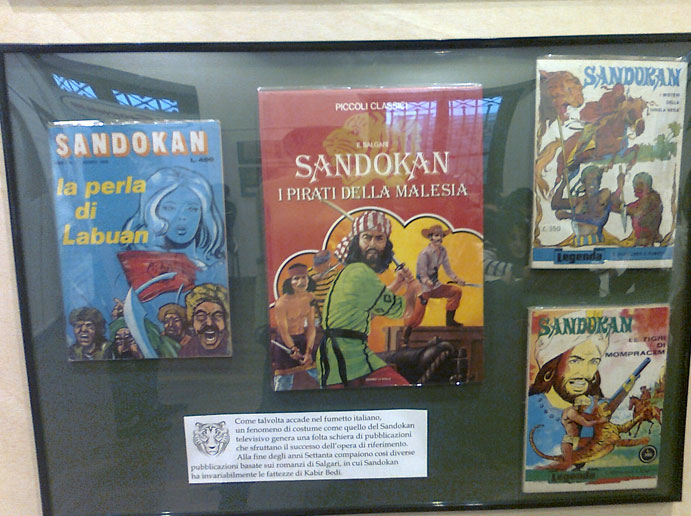 SANDOKAN
L. 400
la perla
di
Labuan
PICCOLI CLASSICI
E. SALGARI
SANDOKAN
I PIRATI DELLA MALESIA
SANDOKAN
I MISTERI
DELLA
Legenda
SANDOKAN
LE TIGRI
DI
MOMPRACEM
Legenda
Come talvolta accade nel fumetto italiano,
un fenomeno di costume come quello del Sandokan
televisivo genera una folta schiera di pubblicazioni
che sfruttano il successo dell'opera di riferimento.
Alla fine degli anni Settanta compaiono così diverse
pubblicazioni basate sui romanzi di Salgari, in cui Sandokan
ha invariabilmente le fattezze di Kabir Bedi.